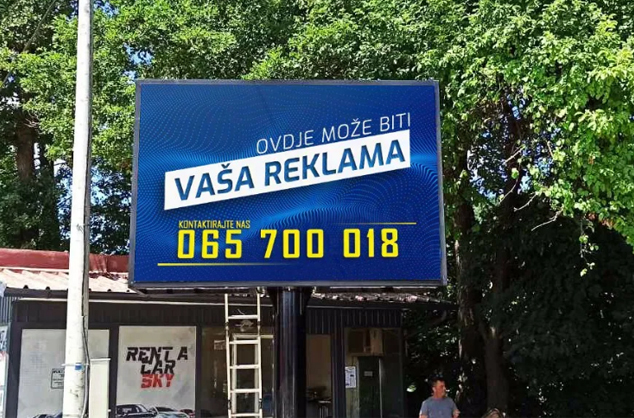 OVDJE MOŽE BITI
VAŠA REKLAMA
KONTAKTIRAJTE NAS
065 700 018
RENT A
CAR
SKY